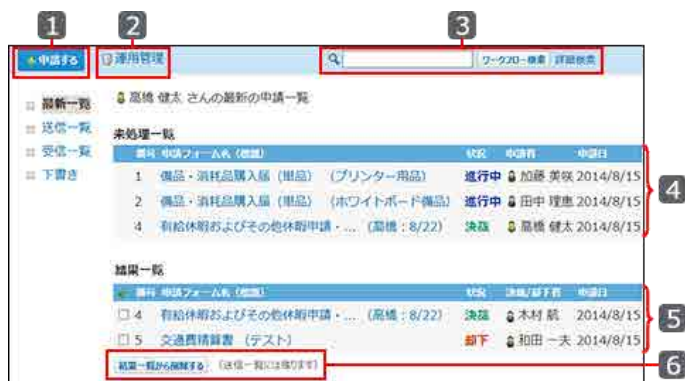 1 2 3
申請する 運用管理 ワークフロー検索 詳細検索
最新一覧
送信一覧
受信一覧
下書き
高橋 健太 さんの最新の申請一覧
未処理一覧
番号 申請フォーム名（標題） 状況 申請者 申請日
1 備品・消耗品購入届（単品）（プリンター用品） 進行中 加藤 美咲 2014/8/15
2 備品・消耗品購入届（単品）（ホワイトボード備品） 進行中 田中 理恵 2014/8/15
4 有給休暇およびその他休暇申請・...（高橋：8/22） 決裁 高橋 健太 2014/8/15
4
結果一覧
番号 申請フォーム名（標題） 状況 決裁/却下者 申請日
4 有給休暇およびその他休暇申請・...（高橋：8/22） 決裁 木村 航 2014/8/15
5 交通費精算書（テスト） 却下 和田 一夫 2014/8/15
5
結果一覧から削除する （送信一覧には残ります）
6